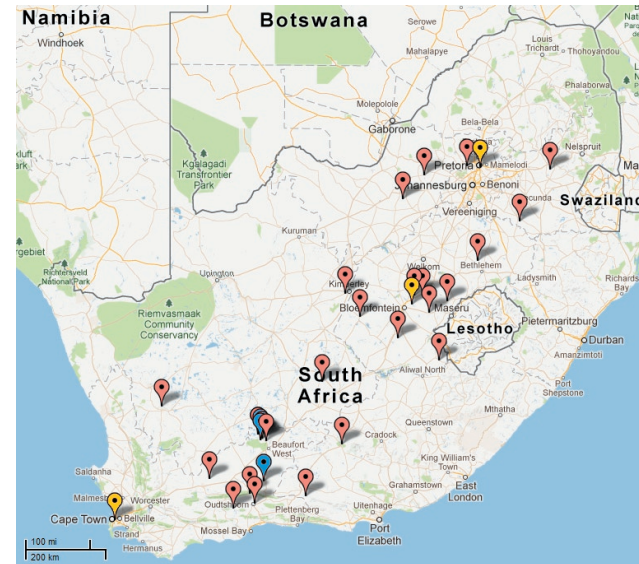 Namibia
Botswana
Windhoek
Serowe
Mahalapye
Louis
Trichardt
Thohoyandou
Phalaborwa
Molepolole
Gaborone
Bela-Bela
Kgalagadi
Transfrontier
Park
Pretoria
Mamelodi
Nelspruit
Johannesburg
Benoni
Vereeniging
Swaziland
Kuruman
Richtersveld
National Park
Upington
Welkom
Bethlehem
Ladysmith
Richards
Bay
Kimberley
Bloemfontein
Maseru
Riemvasmaak
Community
Conservancy
Lesotho
Pietermaritzburg
Durban
Amanzimtoti
Aliwal North
Port
Shepstone
South
Africa
Mthatha
Queenstown
Beaufort
West
Cradock
King William's
Town
Saldanha
Grahamstown
East
London
Worcester
Oudtshoorn
Plettenberg
Bay
Uitenhage
Cape Town
Bellville
Mossel Bay
Port
Elizabeth
Strand
Hermanus
100 mi
200 km